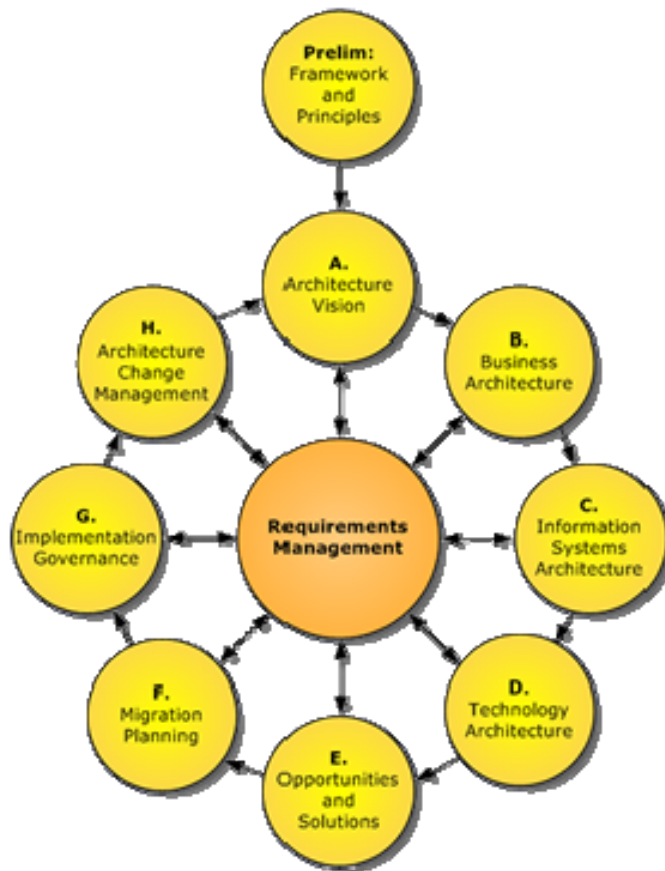 Prelim:
Framework
and
Principles
A.
Architecture
Vision
H.
Architecture
Change
Management
B.
Business
Architecture
G.
Implementation
Governance
Requirements
Management
C.
Information
Systems
Architecture
F.
Migration
Planning
D.
Technology
Architecture
E.
Opportunities
and
Solutions